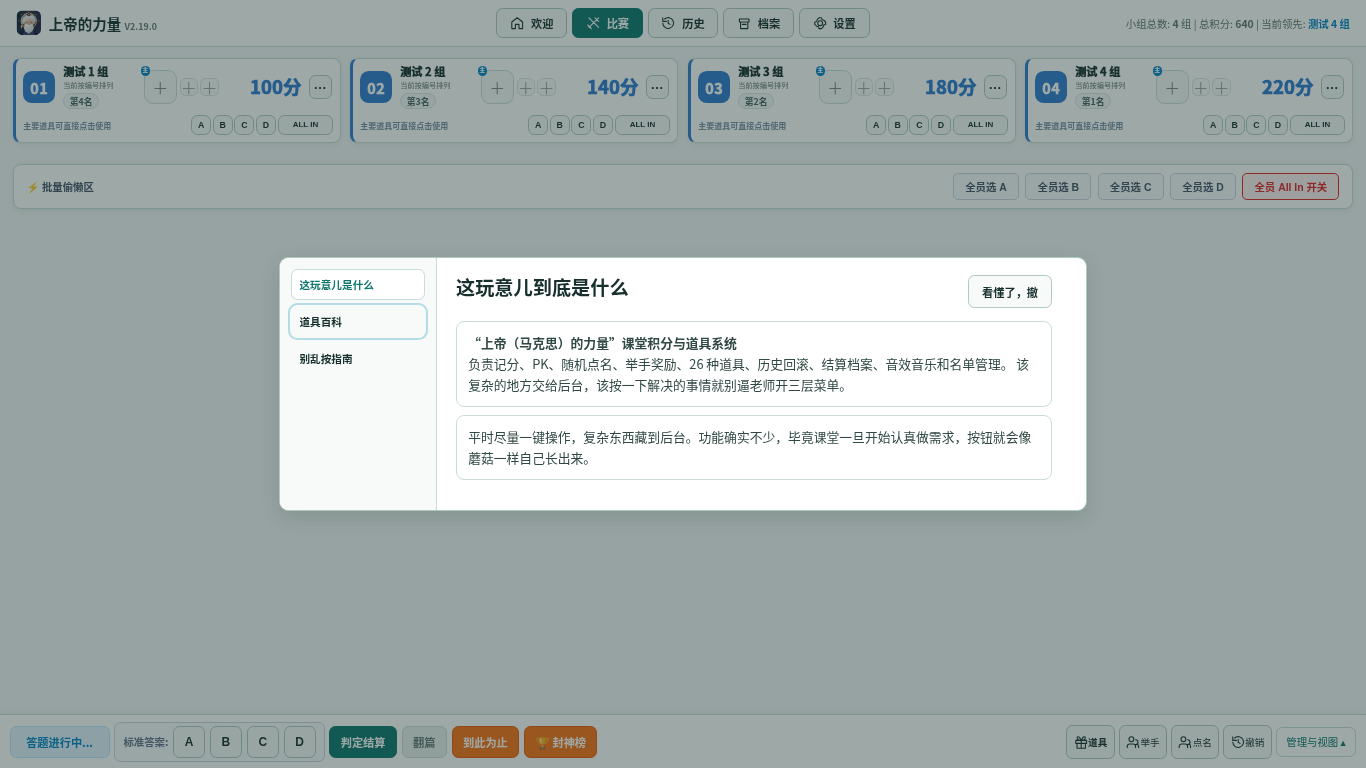 上帝的力量 V2.19.0
欢迎
比赛
历史
档案
设置
小组总数: 4 组 | 总积分: 640 | 当前领先: 测试 4 组
01
测试 1 组
当前按编号排列
第4名
主
100分
...
主要道具可直接点击使用
A B C D ALL IN
02
测试 2 组
当前按编号排列
第3名
主
140分
...
主要道具可直接点击使用
A B C D ALL IN
03
测试 3 组
当前按编号排列
第2名
主
180分
...
主要道具可直接点击使用
A B C D ALL IN
04
测试 4 组
当前按编号排列
第1名
主
220分
...
主要道具可直接点击使用
A B C D ALL IN
⚡ 批量偷懒区
全员选 A
全员选 B
全员选 C
全员选 D
全员 All In 开关
这玩意儿是什么
道具百科
别乱按指南
这玩意儿到底是什么
看懂了，撤
“上帝（马克思）的力量”课堂积分与道具系统
负责记分、PK、随机点名、举手奖励、26 种道具、历史回滚、结算档案、音效音乐和名单管理。 该
复杂的地方交给后台，该按一下解决的事情就别逼老师开三层菜单。
平时尽量一键操作，复杂东西藏到后台。功能确实不少，毕竟课堂一旦开始认真做需求，按钮就会像
蘑菇一样自己长出来。
答题进行中...
标准答案: A B C D
判定结算
翻篇
到此为止
🏆 封神榜
道具
举手
点名
撤销
管理与视图 ▴